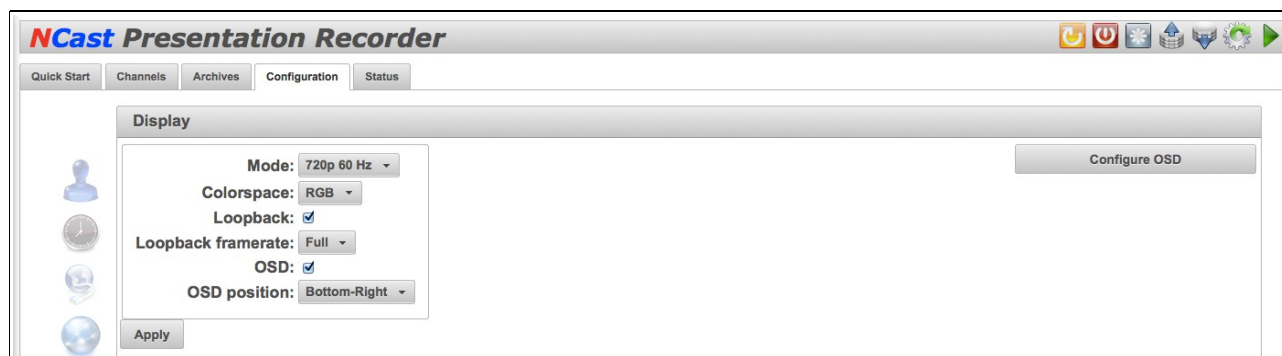 NCast Presentation Recorder
Quick Start Channels Archives Configuration Status
Display
Mode: 720p 60 Hz
Configure OSD
Colorspace: RGB
Loopback:
Loopback framerate: Full
OSD:
OSD position: Bottom-Right
Apply